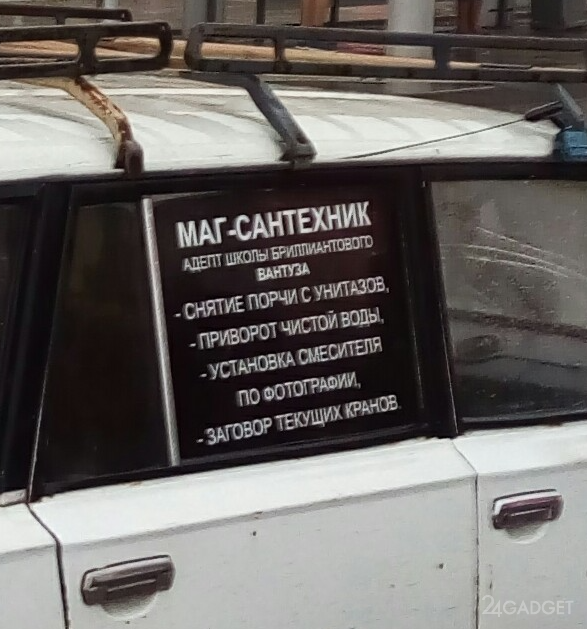 МАГ-САНТЕХНИК
АДЕПТ ШКОЛЫ БРИЛЛИАНТОВОГО
ВАНТУЗА
- СНЯТИЕ ПОРЧИ С УНИТАЗОВ,
- ПРИВОРОТ ЧИСТОЙ ВОДЫ,
- УСТАНОВКА СМЕСИТЕЛЯ
ПО ФОТОГРАФИИ,
- ЗАГОВОР ТЕКУЩИХ КРАНОВ.
24GADGET